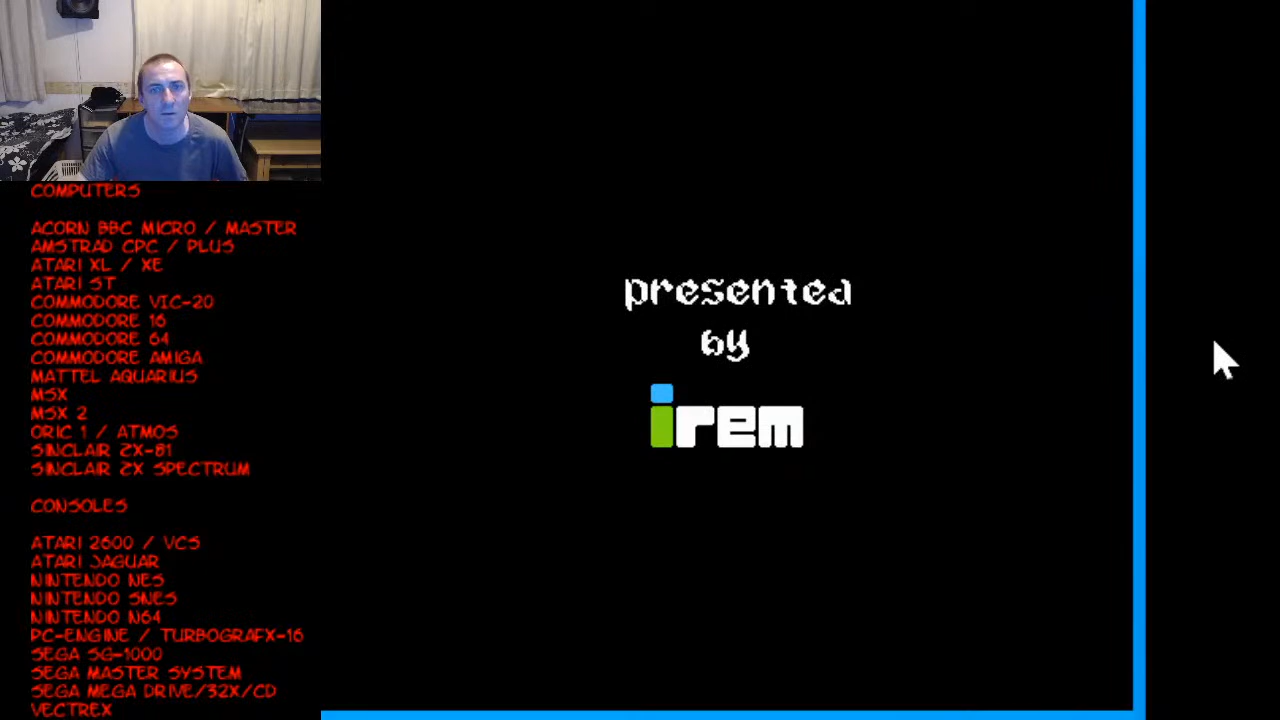 COMPUTERS
ACORN BBC MICRO / MASTER
AMSTRAD CPC / PLUS
ATARI XL / XE
ATARI ST
COMMODORE VIC-20
COMMODORE 16
COMMODORE 64
COMMODORE AMIGA
MATTEL AQUARIUS
MSX
MSX 2
ORIC 1 / ATMOS
SINCLAIR ZX-81
SINCLAIR ZX SPECTRUM
CONSOLES
ATARI 2600 / VCS
ATARI JAGUAR
NINTENDO NES
NINTENDO SNES
NINTENDO N64
PC-ENGINE / TURBOGRAFX-16
SEGA SG-1000
SEGA MASTER SYSTEM
SEGA MEGA DRIVE/32X/CD
VECTREX
presented
by
irem